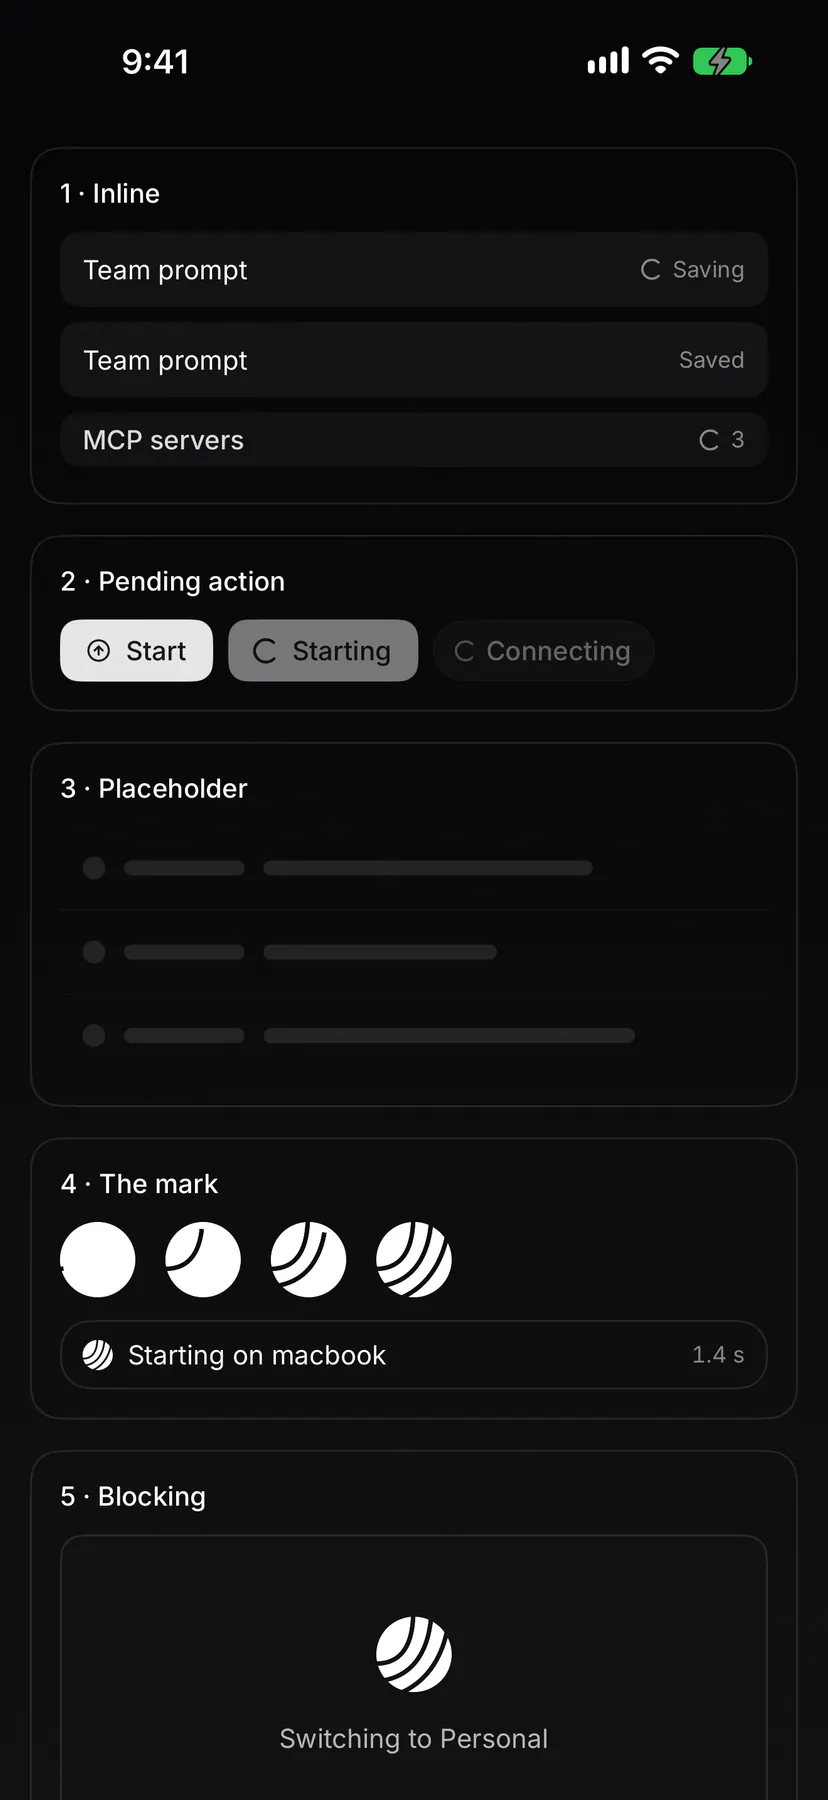 9:41
1 · Inline
Team prompt Saving
Team prompt Saved
MCP servers 3
2 · Pending action
Start Starting Connecting
3 · Placeholder
4 · The mark
Starting on macbook 1.4 s
5 · Blocking
Switching to Personal